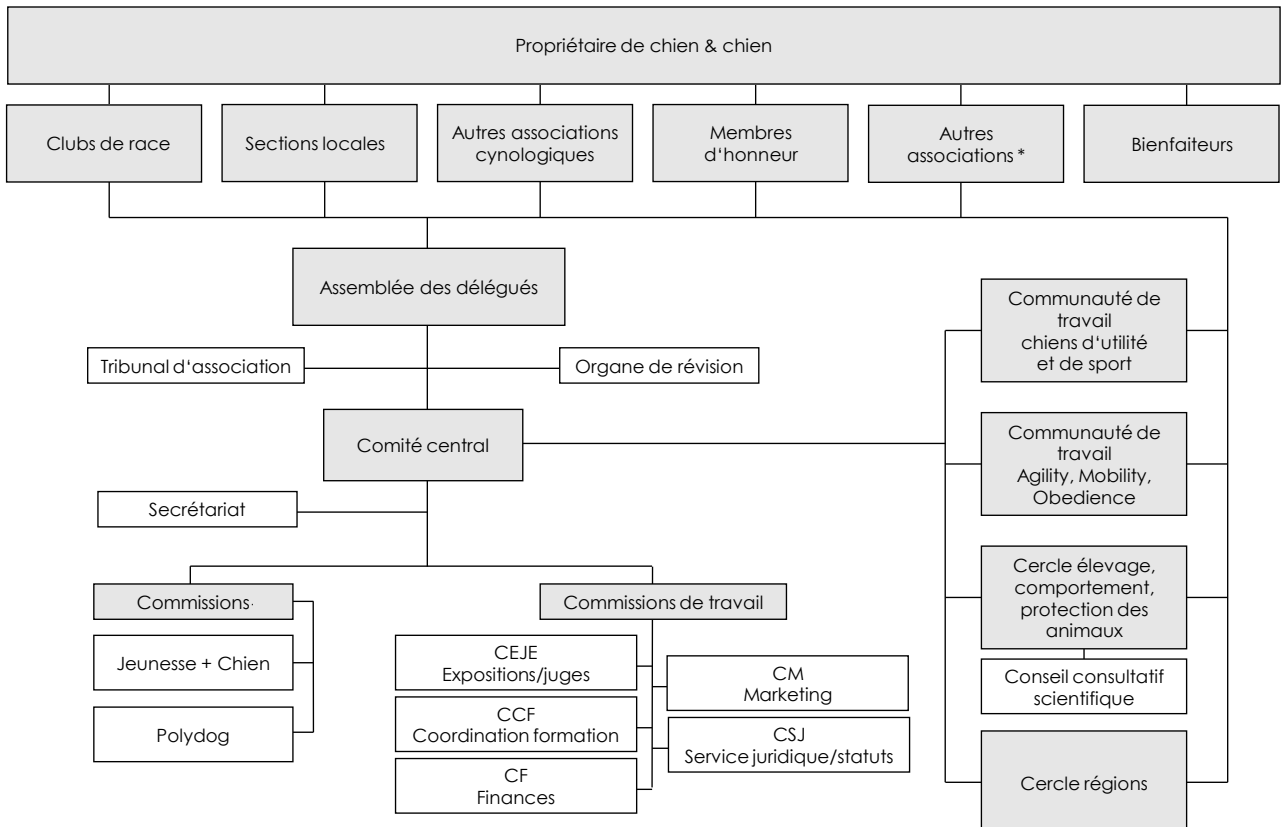 Propriétaire de chien & chien
Clubs de race
Sections locales
Autres associations
cynologiques
Membres
d‘honneur
Autres
associations *
Bienfaiteurs
Assemblée des délégués
Tribunal d‘association
Organe de révision
Comité central
Secrétariat
Commissions
Jeunesse + Chien
Polydog
Commissions de travail
CEJE
Expositions/juges
CCF
Coordination formation
CF
Finances
CM
Marketing
CSJ
Service juridique/statuts
Communauté de
travail
chiens d‘utilité
et de sport
Communauté de
travail
Agility, Mobility,
Obedience
Cercle élevage,
comportement,
protection des
animaux
Conseil consultatif
scientifique
Cercle régions